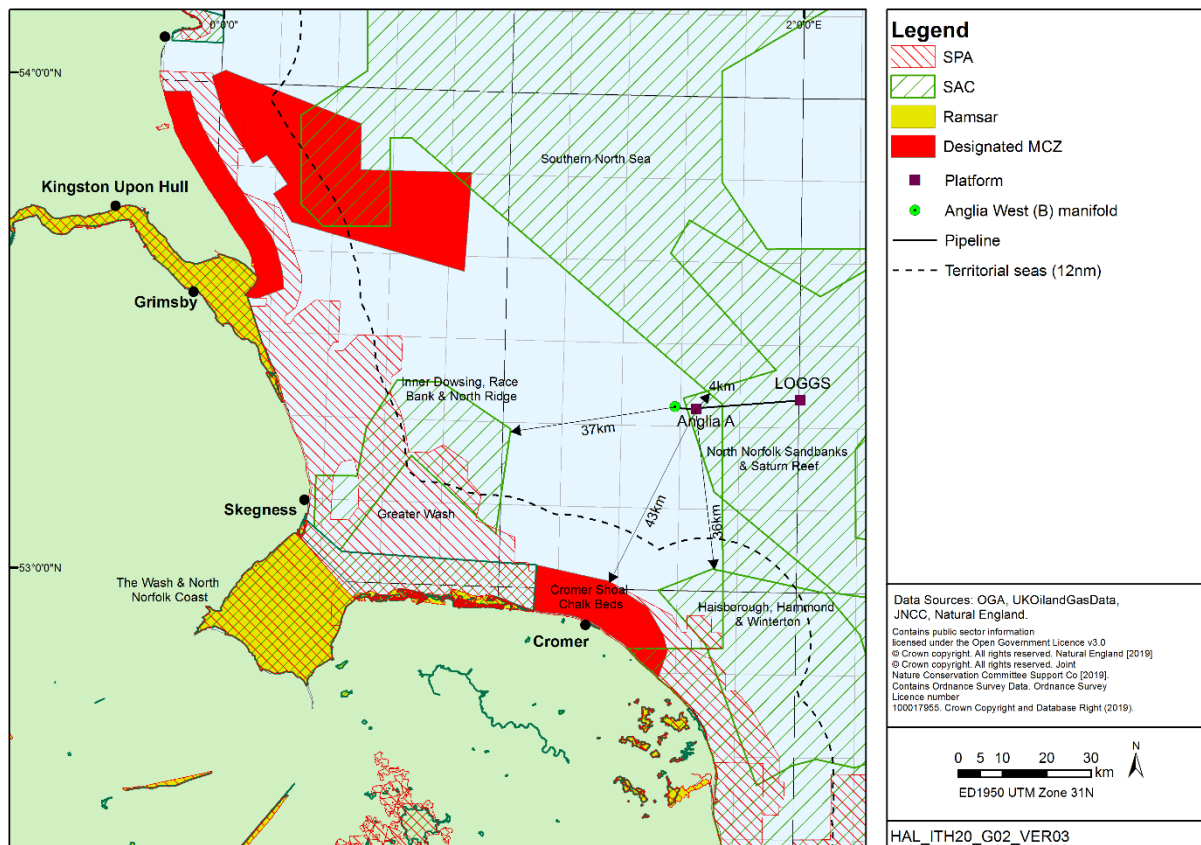 0°0'0"
2°0'0"E
54°0'0"N
Southern North Sea
Kingston Upon Hull
Grimsby
Inner Dowsing, Race
Bank & North Ridge
4km
LOGGS
Anglia A
37km
North Norfolk Sandbanks
& Saturn Reef
43km
36km
Skegness
Greater Wash
53°0'0"N
The Wash & North
Norfolk Coast
Cromer Shoal
Chalk Beds
Haisborough, Hammond
& Winterton
Cromer
Legend
SPA
SAC
Ramsar
Designated MCZ
Platform
Anglia West (B) manifold
Pipeline
Territorial seas (12nm)
Data Sources: OGA, UKOilandGasData,
JNCC, Natural England.
Contains public sector information
licensed under the Open Government Licence v3.0
© Crown copyright. All rights reserved. Natural England [2019]
© Crown copyright. All rights reserved. Joint
Nature Conservation Committee Support Co [2019].
Contains Ordnance Survey Data. Ordnance Survey
Licence number
100017955. Crown Copyright and Database Right (2019).
0 5 10 20 30
km
N
ED1950 UTM Zone 31N
HAL_ITH20_G02_VER03